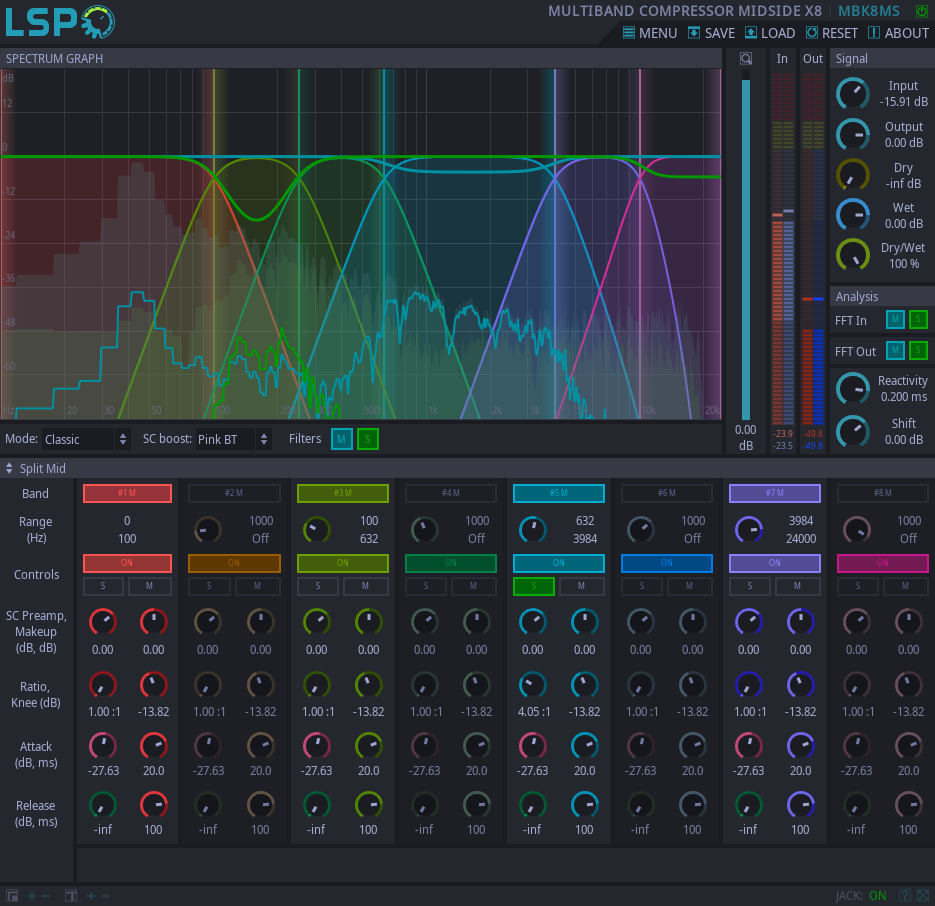 LSP
MULTIBAND COMPRESSOR MIDSIDE X8 MBK8MS
MENU SAVE LOAD RESET ABOUT
SPECTRUM GRAPH
dB
12
0
-12
-24
-36
-48
-60
Hz 20 30 50 100 200 500 1k 2k 3k 5k 10k 20k
0.00
dB
In Out
-23.9 -49.8
-23.5 -49.8
Signal
Input
-15.91 dB
Output
0.00 dB
Dry
-inf dB
Wet
0.00 dB
Dry/Wet
100 %
Analysis
FFT In M S
FFT Out M S
Reactivity
0.200 ms
Shift
0.00 dB
Mode: Classic SC boost: Pink BT Filters M S
Split Mid
Band #1 M #2 M #3 M #4 M #5 M #6 M #7 M #8 M
Range
(Hz)
0 1000 100 1000 632 1000 3984 1000
100 Off 632 Off 3984 Off 24000 Off
Controls
ON ON ON ON ON ON ON ON
S M S M S M S M S M S M S M S M
SC Preamp,
Makeup
(dB, dB)
0.00 0.00 0.00 0.00 0.00 0.00 0.00 0.00 0.00 0.00 0.00 0.00 0.00 0.00 0.00 0.00
Ratio,
Knee (dB)
1.00 :1 -13.82 1.00 :1 -13.82 1.00 :1 -13.82 1.00 :1 -13.82 4.05 :1 -13.82 1.00 :1 -13.82 1.00 :1 -13.82 1.00 :1 -13.82
Attack
(dB, ms)
-27.63 20.0 -27.63 20.0 -27.63 20.0 -27.63 20.0 -27.63 20.0 -27.63 20.0 -27.63 20.0 -27.63 20.0
Release
(dB, ms)
-inf 100 -inf 100 -inf 100 -inf 100 -inf 100 -inf 100 -inf 100 -inf 100
JACK: ON